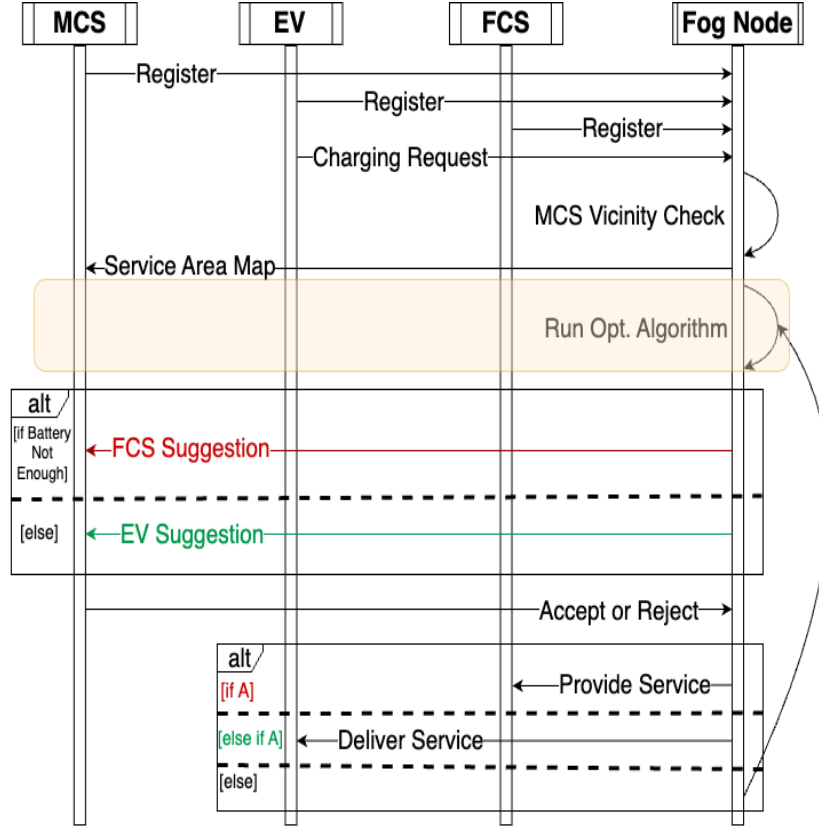 MCS
EV
FCS
Fog Node
Register
Register
Register
Charging Request
MCS Vicinity Check
Service Area Map
Run Opt. Algorithm
alt
[if Battery
Not
Enough]
FCS Suggestion
[else]
EV Suggestion
Accept or Reject
alt
[if A]
Provide Service
[else if A]
Deliver Service
[else]